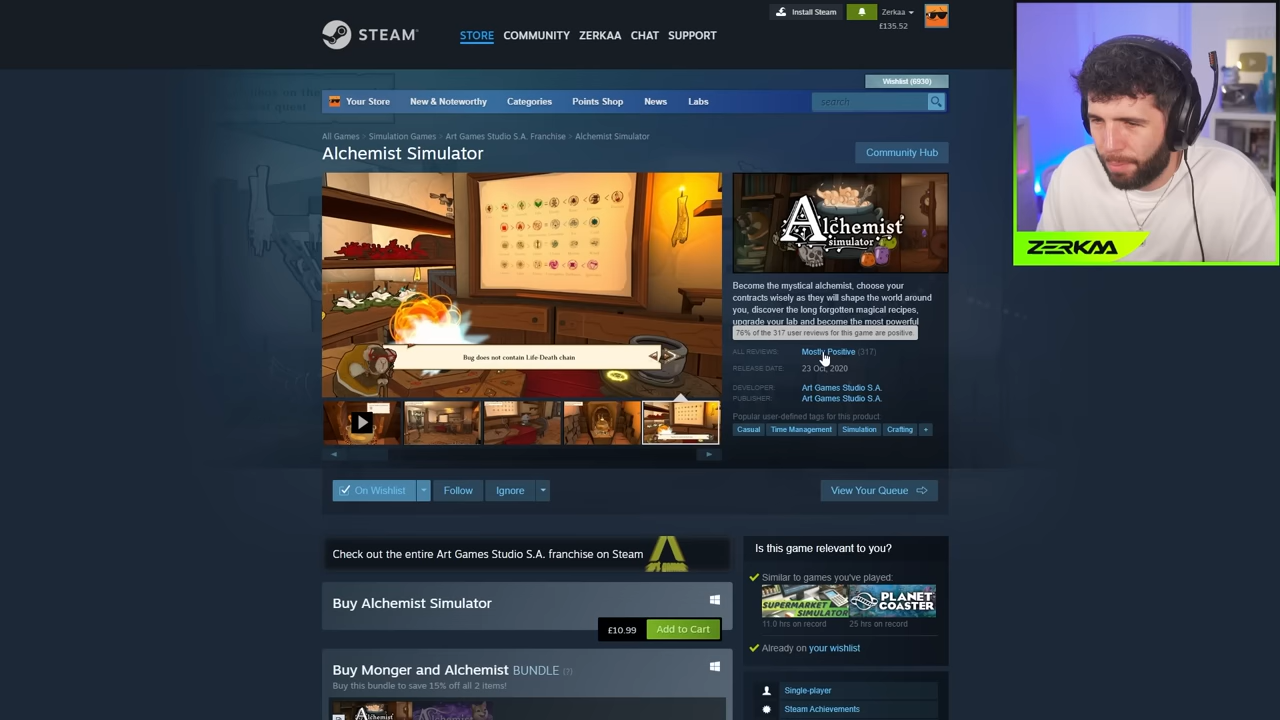 Install Steam
Zerkaa
£135.52
STEAM
STORE COMMUNITY ZERKAA CHAT SUPPORT
Wishlist (6930)
Your Store New & Noteworthy Categories Points Shop News Labs
search
All Games > Simulation Games > Art Games Studio S.A. Franchise > Alchemist Simulator
Alchemist Simulator
Community Hub
Bug does not contain Life-Death chain
Alchemist
simulator
Become the mystical alchemist, choose your
contracts wisely as they will shape the world around
you, discover the long forgotten magical recipes,
upgrade your lab and become the most powerful
76% of the 317 user reviews for this game are positive.
ALL REVIEWS: Mostly Positive (317)
RELEASE DATE: 23 Oct, 2020
DEVELOPER: Art Games Studio S.A.
PUBLISHER: Art Games Studio S.A.
Popular user-defined tags for this product:
Casual Time Management Simulation Crafting +
On Wishlist Follow Ignore View Your Queue
Check out the entire Art Games Studio S.A. franchise on Steam
Is this game relevant to you?
Similar to games you've played:
SUPERMARKET
SIMULATOR
PLANET
COASTER
11.0 hrs on record 25 hrs on record
Already on your wishlist
Buy Alchemist Simulator
£10.99 Add to Cart
Buy Monger and Alchemist BUNDLE (?)
Buy this bundle to save 15% off all 2 items!
Single-player
Steam Achievements
ZERKAA